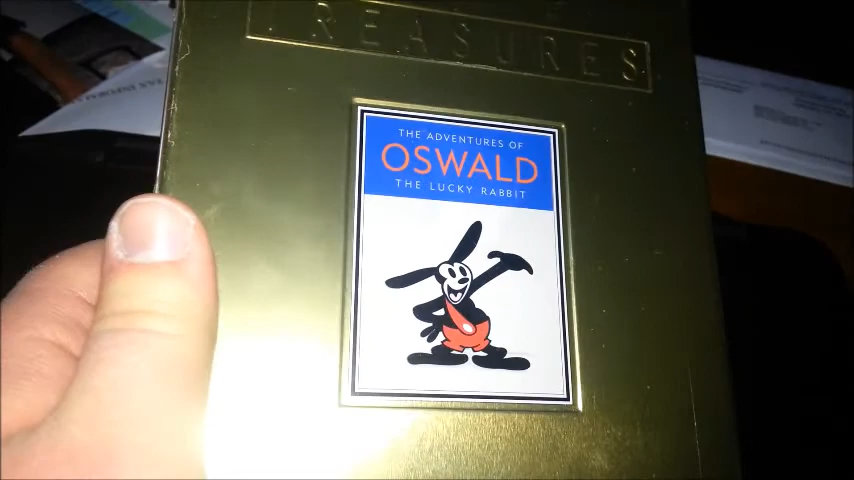 TREASURES
THE ADVENTURES OF
OSWALD
THE LUCKY RABBIT